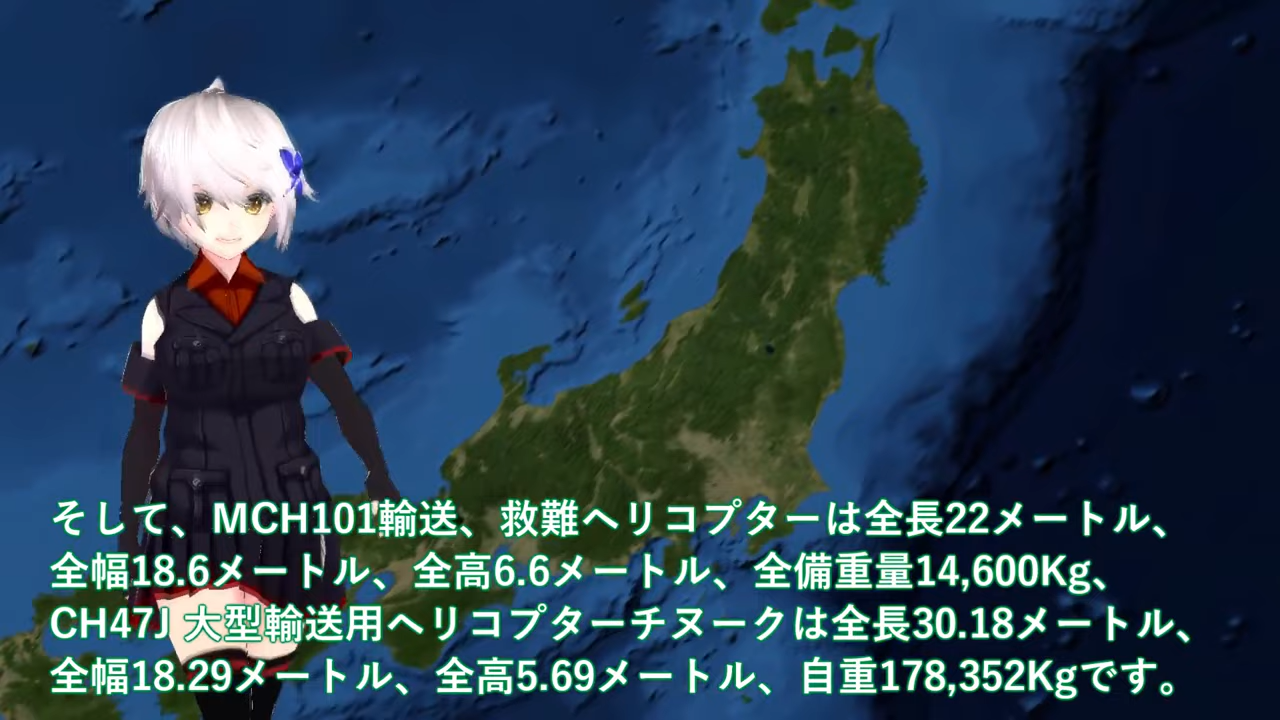 そして、MCH101輸送、救難ヘリコプターは全長22メートル、
全幅18.6メートル、全高6.6メートル、全備重量14,600Kg、
CH47J 大型輸送用ヘリコプターチヌークは全長30.18メートル、
全幅18.29メートル、全高5.69メートル、自重178,352Kgです。